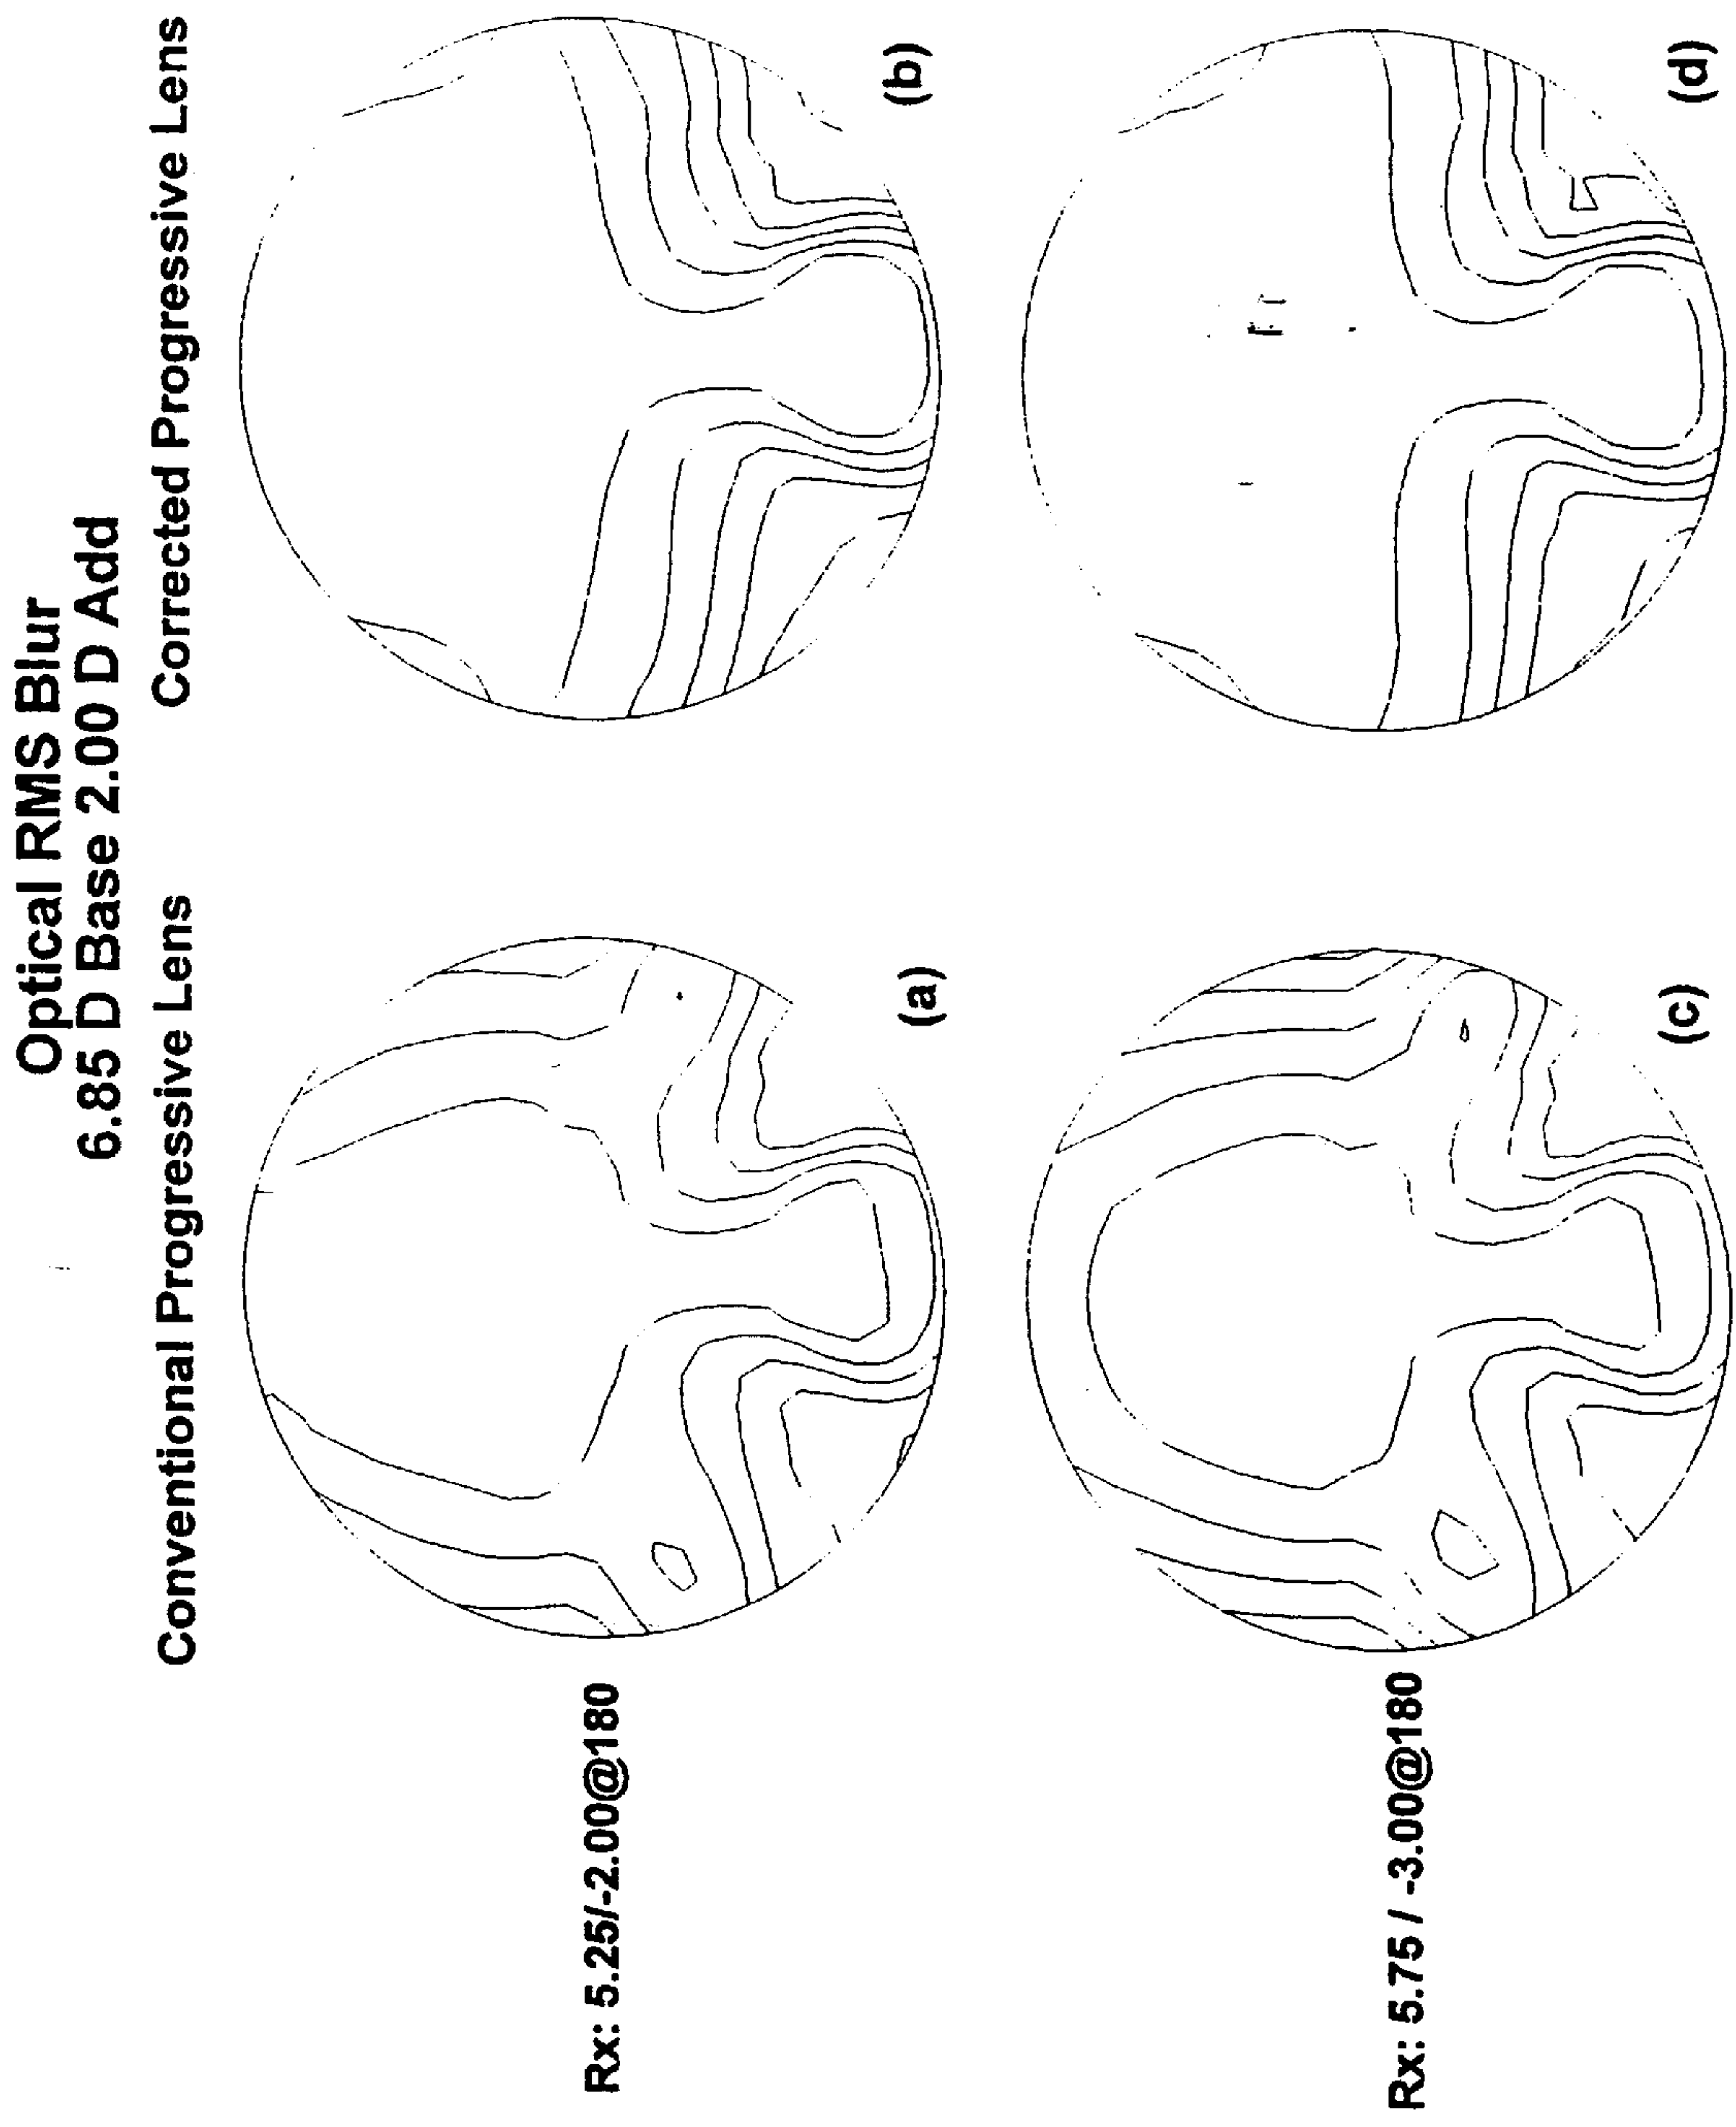 Optical RMS Blur
6.85 D Base 2.00 D Add
Conventional Progressive Lens
Corrected Progressive Lens
Rx: 5.25/-2.00@180
(a)
(b)
Rx: 5.75 / -3.00@180
(c)
(d)